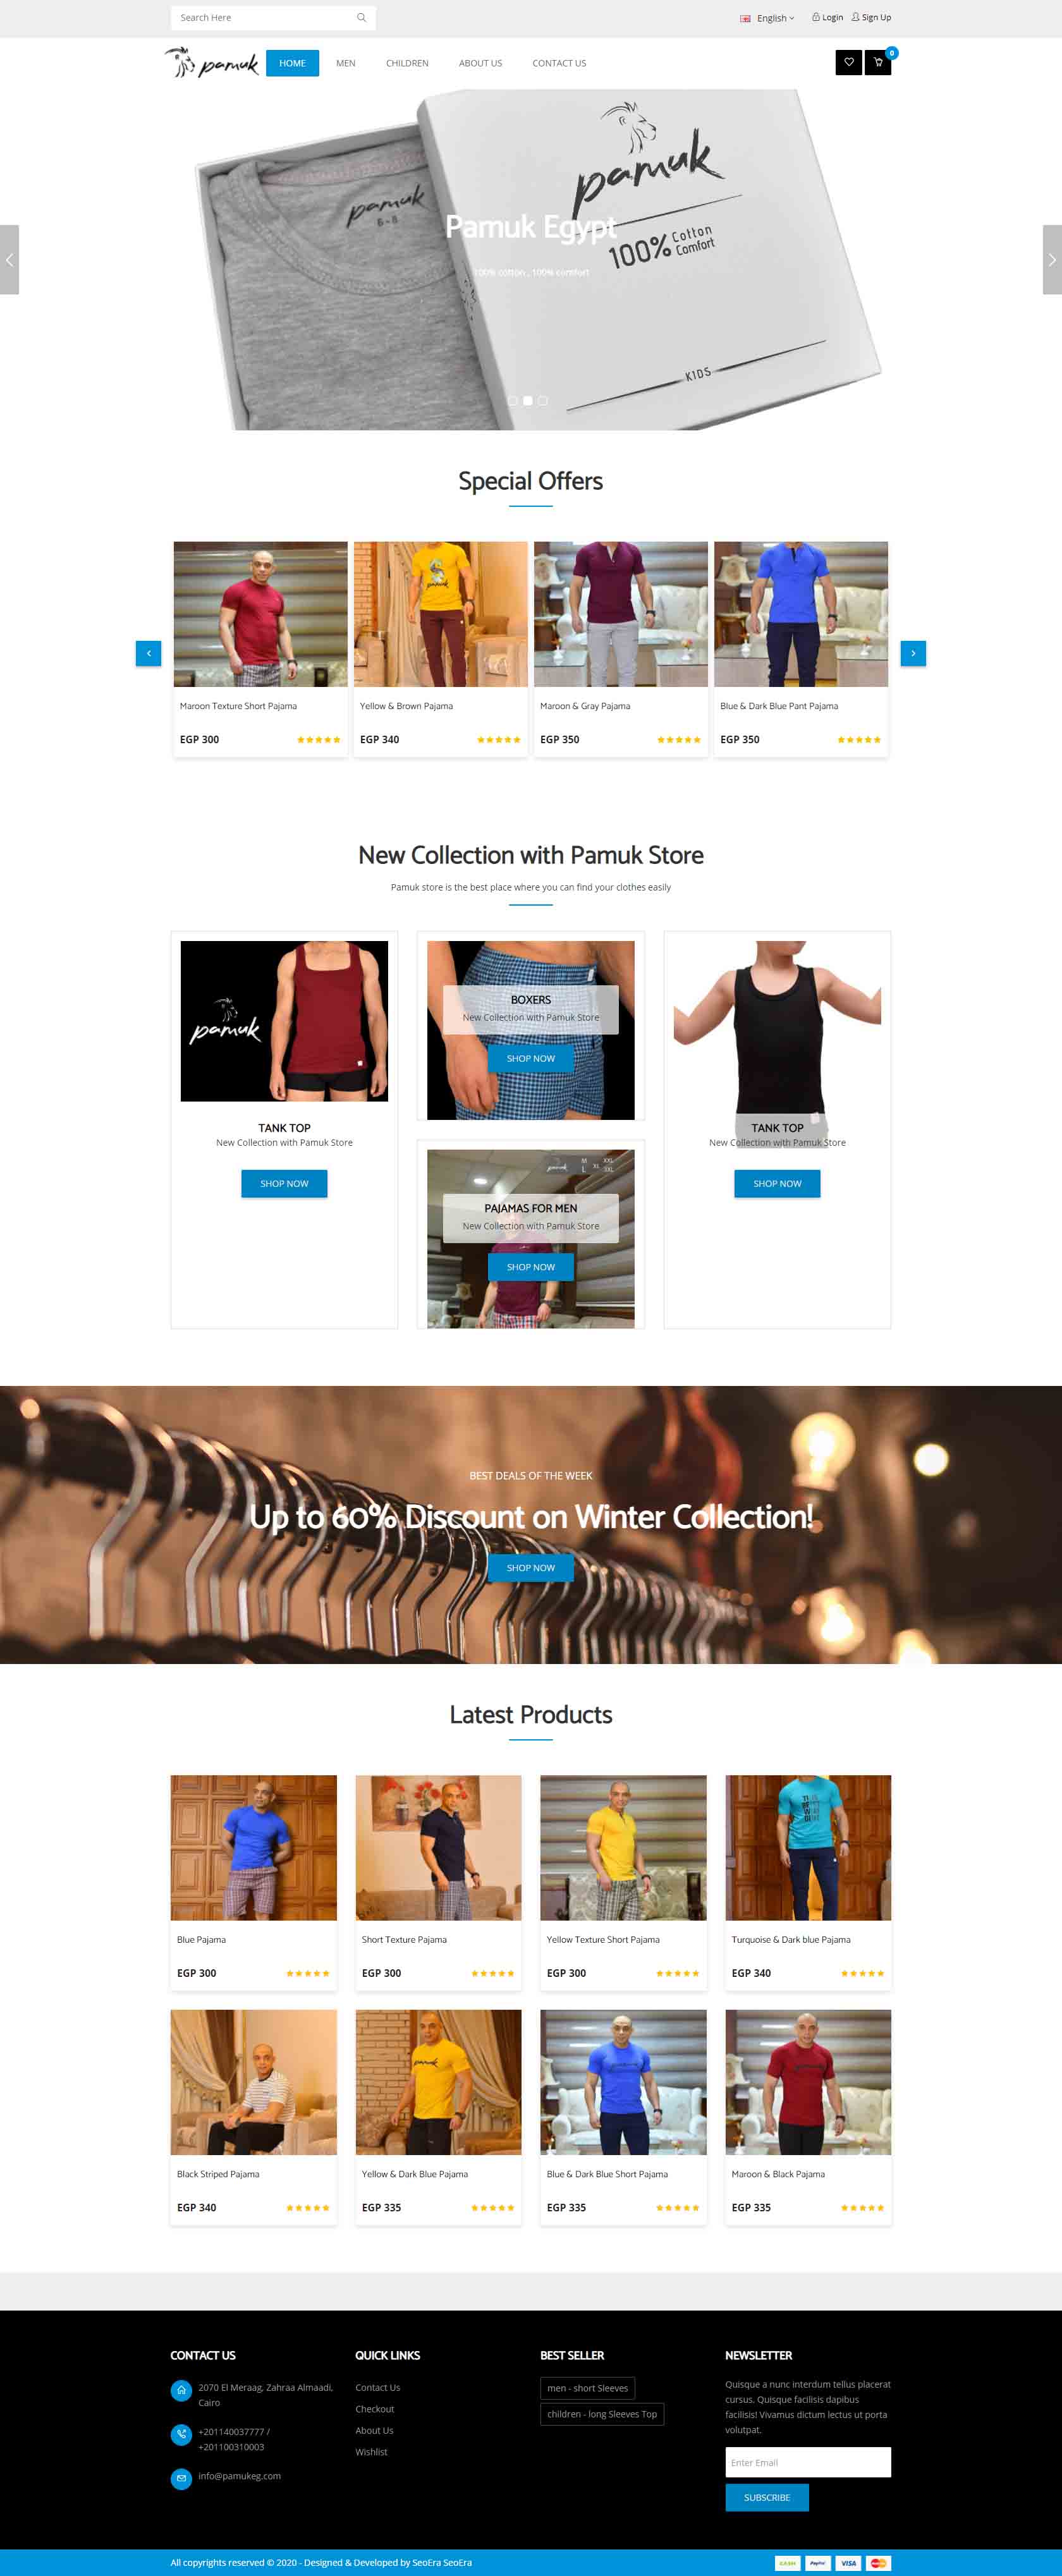 Search Here
English
Login
Sign Up
pamuk
HOME
MEN
CHILDREN
ABOUT US
CONTACT US
0
pamuk
6-8
pamuk
100% Cotton
Comfort
KIDS
Pamuk Egypt
100% cotton , 100% comfort
Special Offers
Maroon Texture Short Pajama
EGP 300
Yellow & Brown Pajama
EGP 340
Maroon & Gray Pajama
EGP 350
Blue & Dark Blue Pant Pajama
EGP 350
New Collection with Pamuk Store
Pamuk store is the best place where you can find your clothes easily
pamuk
TANK TOP
New Collection with Pamuk Store
SHOP NOW
BOXERS
New Collection with Pamuk Store
SHOP NOW
pamuk
M XXL
L XL 3XL
PAJAMAS FOR MEN
New Collection with Pamuk Store
SHOP NOW
TANK TOP
New Collection with Pamuk Store
SHOP NOW
BEST DEALS OF THE WEEK
Up to 60% Discount on Winter Collection!
SHOP NOW
Latest Products
Blue Pajama
EGP 300
Short Texture Pajama
EGP 300
Yellow Texture Short Pajama
EGP 300
Turquoise & Dark blue Pajama
EGP 340
Black Striped Pajama
EGP 340
pamuk
Yellow & Dark Blue Pajama
EGP 335
Blue & Dark Blue Short Pajama
EGP 335
Maroon & Black Pajama
EGP 335
CONTACT US
2070 El Meraag, Zahraa Almaadi,
Cairo
+201140037777 /
+201100310003
info@pamukeg.com
QUICK LINKS
Contact Us
Checkout
About Us
Wishlist
BEST SELLER
men - short Sleeves
children - long Sleeves Top
NEWSLETTER
Quisque a nunc interdum tellus placerat
cursus. Quisque facilisis dapibus
facilisis! Vivamus dictum lectus ut porta
volutpat.
Enter Email
SUBSCRIBE
All copyrights reserved © 2020 - Designed & Developed by SeoEra SeoEra
CASH
PayPal
VISA